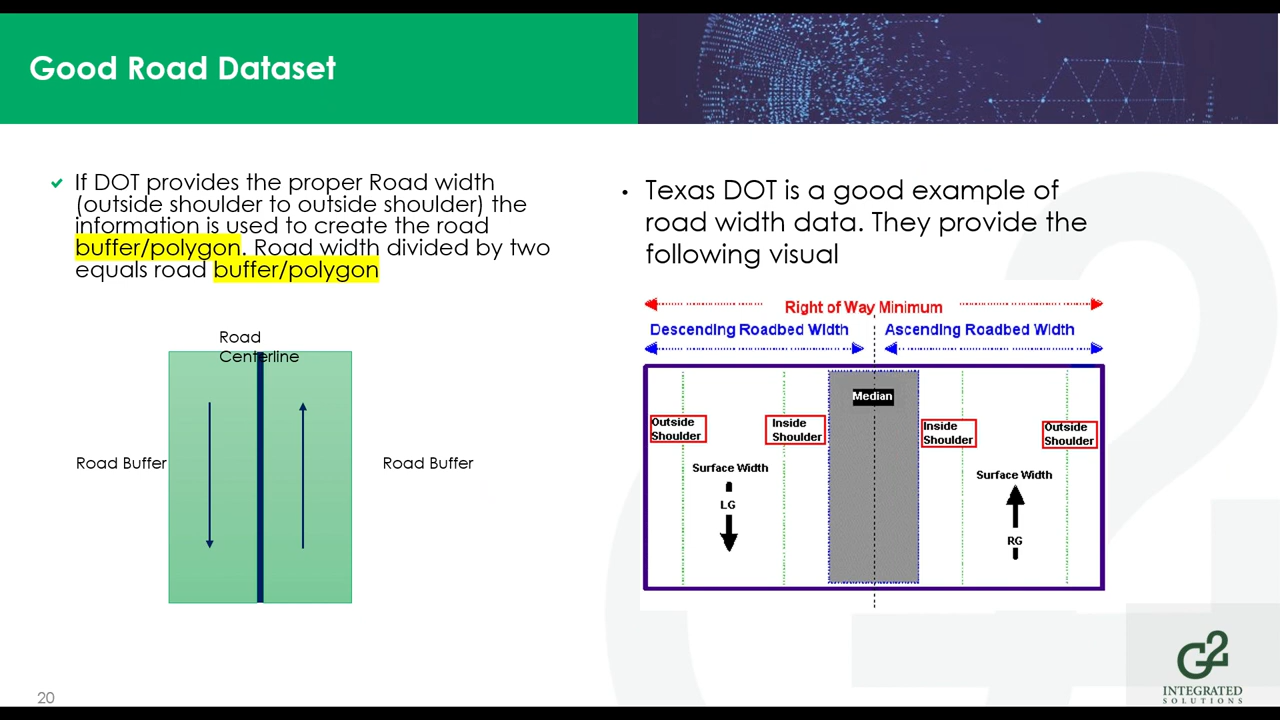 Good Road Dataset
If DOT provides the proper Road width
(outside shoulder to outside shoulder) the
information is used to create the road
buffer/polygon. Road width divided by two
equals road buffer/polygon
Road
Centerline
Road Buffer
Road Buffer
• Texas DOT is a good example of
road width data. They provide the
following visual
Right of Way Minimum
Descending Roadbed Width
Ascending Roadbed Width
Median
Outside
Shoulder
Inside
Shoulder
Inside
Shoulder
Outside
Shoulder
Surface Width
Surface Width
LG
RG
20
G2
INTEGRATED
SOLUTIONS